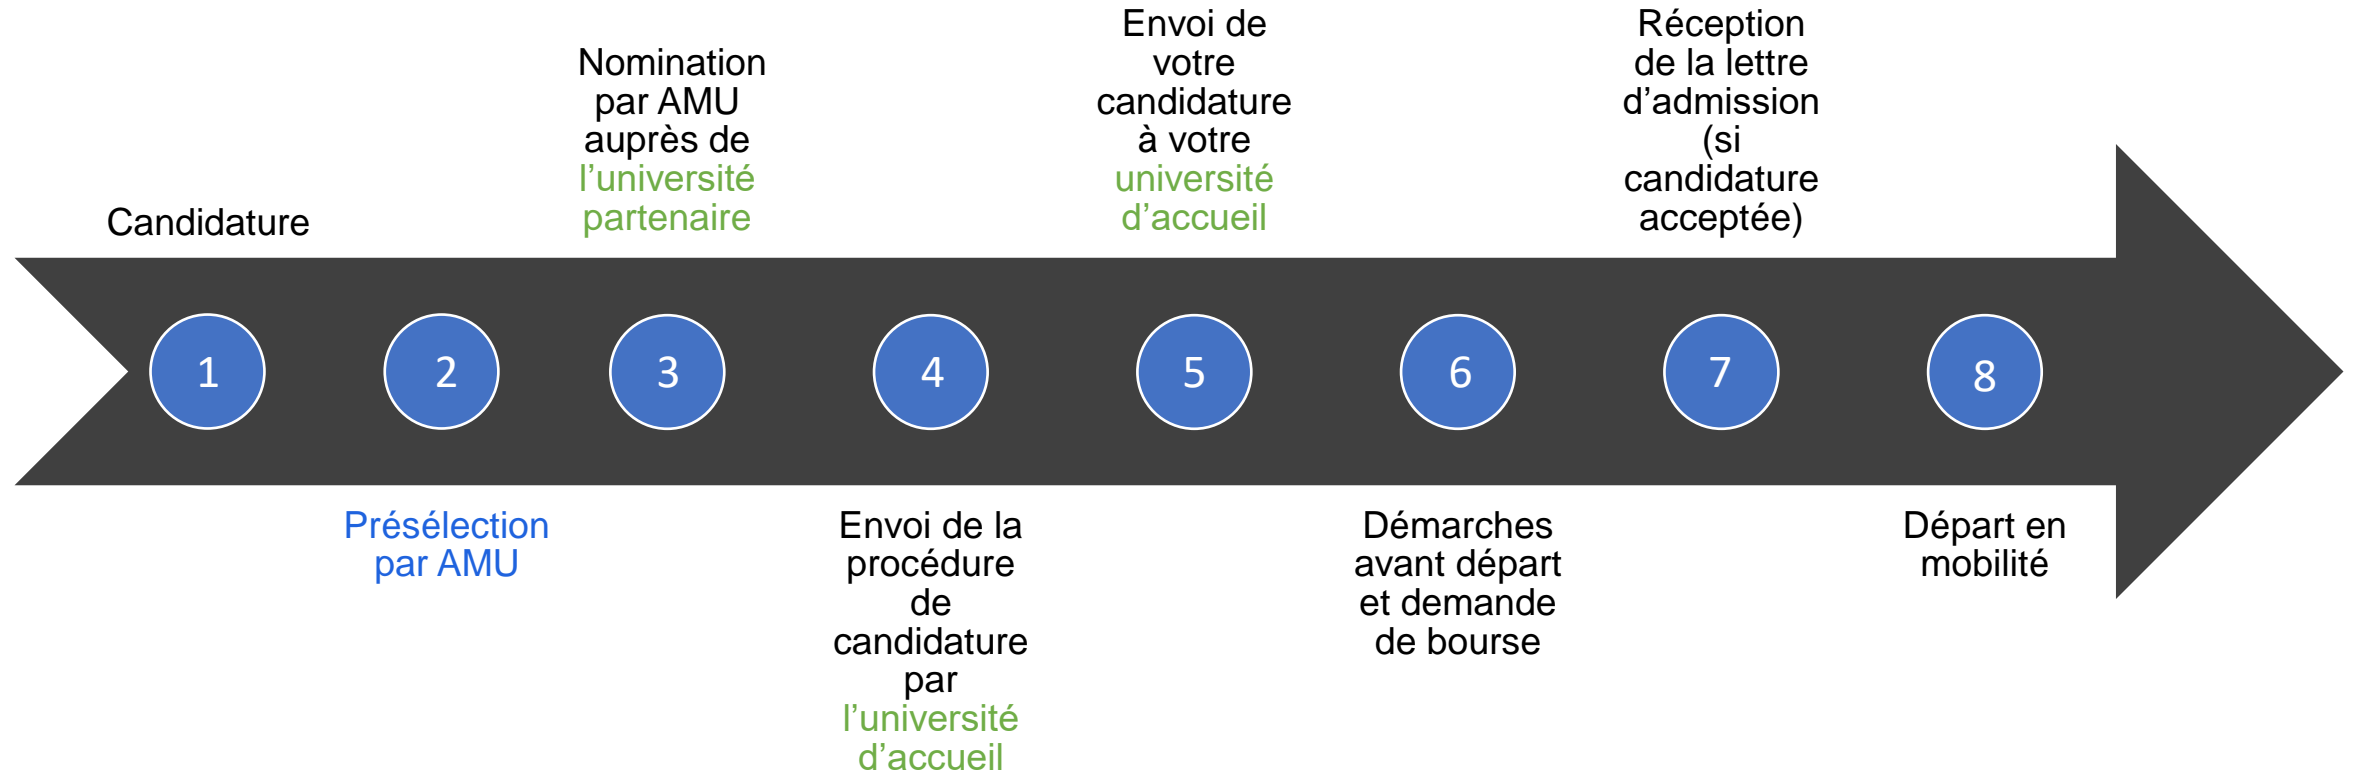 Candidature
1
Présélection
par AMU
2
Nomination
par AMU
auprès de
l’université
partenaire
3
Envoi de la
procédure
de
candidature
par
l’université
d’accueil
4
Envoi de
votre
candidature
à votre
université
d’accueil
5
Démarches
avant départ
et demande
de bourse
6
Réception
de la lettre
d’admission
(si
candidature
acceptée)
7
Départ en
mobilité
8